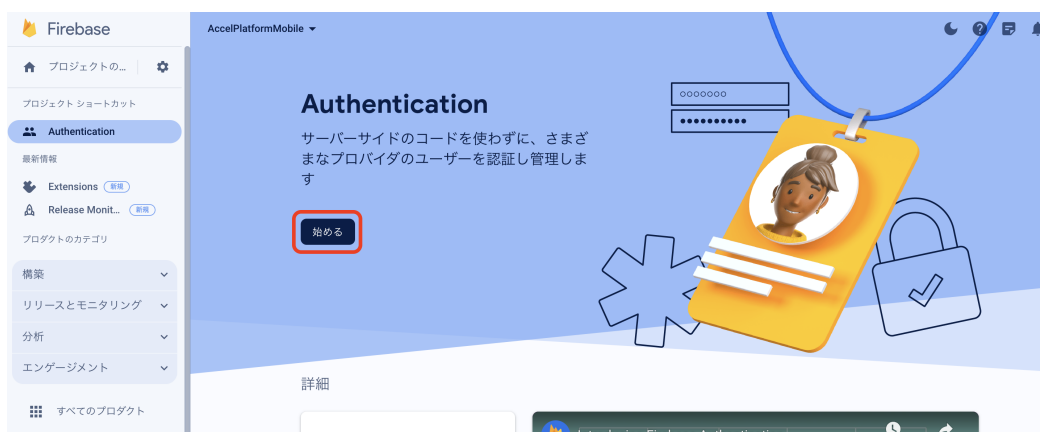 Firebase
AccelPlatformMobile
プロジェクトの...
プロジェクト ショートカット
Authentication
最新情報
Extensions 新規
Release Monit... 新規
プロダクトのカテゴリ
構築
リリースとモニタリング
分析
エンゲージメント
すべてのプロダクト
Authentication
サーバーサイドのコードを使わずに、さまざ
まなプロバイダのユーザーを認証し管理しま
す
始める
詳細